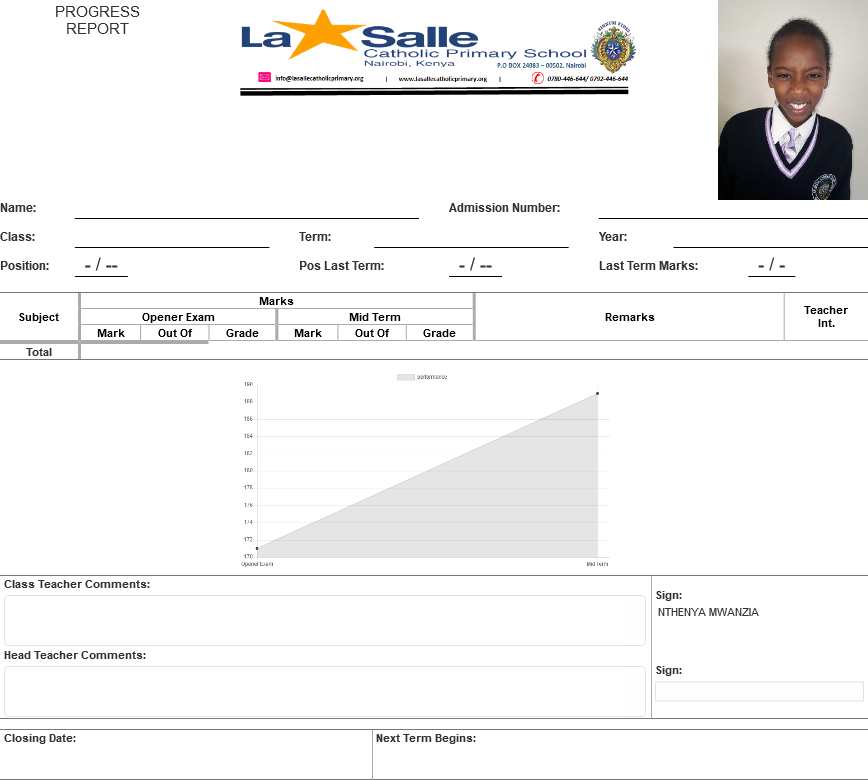 PROGRESS
REPORT
La Salle
Catholic Primary School
Nairobi, Kenya
P.O BOX 24083 – 00502, Nairobi
info@lasallecatholicprimary.org | www.lasallecatholicprimary.org | 0780-446-644/ 0792-446-644
Name: Admission Number:
Class: Term: Year:
Position: - / -- Pos Last Term: - / -- Last Term Marks: - / -
Marks
Subject Opener Exam Mid Term Remarks Teacher Int.
Mark Out Of Grade Mark Out Of Grade
Total
performance
190
188
186
184
182
180
178
176
174
172
170
Opener Exam Mid Term
Class Teacher Comments:
Sign:
NTHENYA MWANZIA
Head Teacher Comments:
Sign:
Closing Date: Next Term Begins: